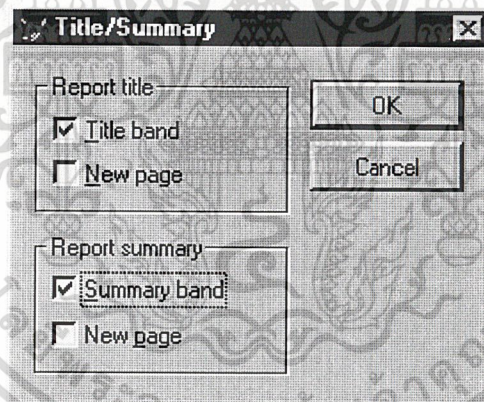 Title/Summary
Report title
Title band
New page
OK
Cancel
Report summary
Summary band
New page